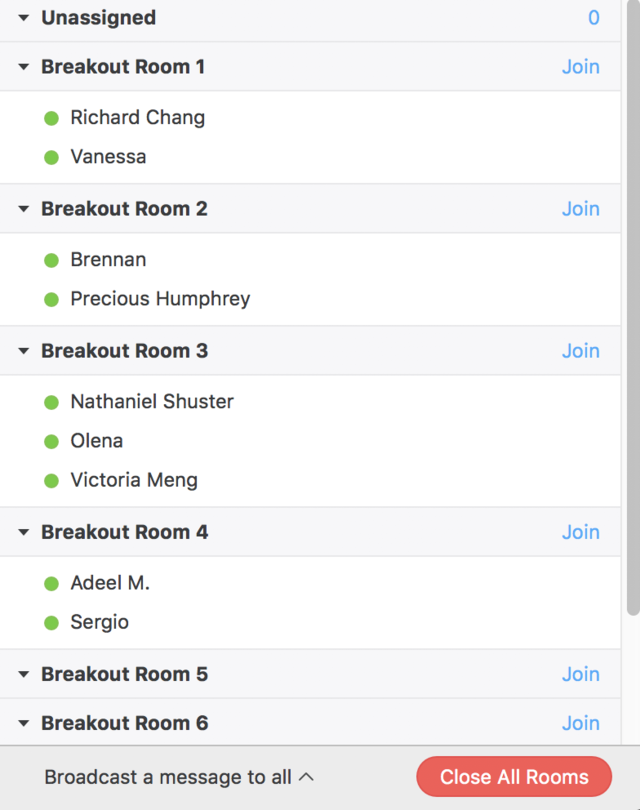 Unassigned 0
Breakout Room 1 Join
Richard Chang
Vanessa
Breakout Room 2 Join
Brennan
Precious Humphrey
Breakout Room 3 Join
Nathaniel Shuster
Olena
Victoria Meng
Breakout Room 4 Join
Adeel M.
Sergio
Breakout Room 5 Join
Breakout Room 6 Join
Broadcast a message to all Close All Rooms